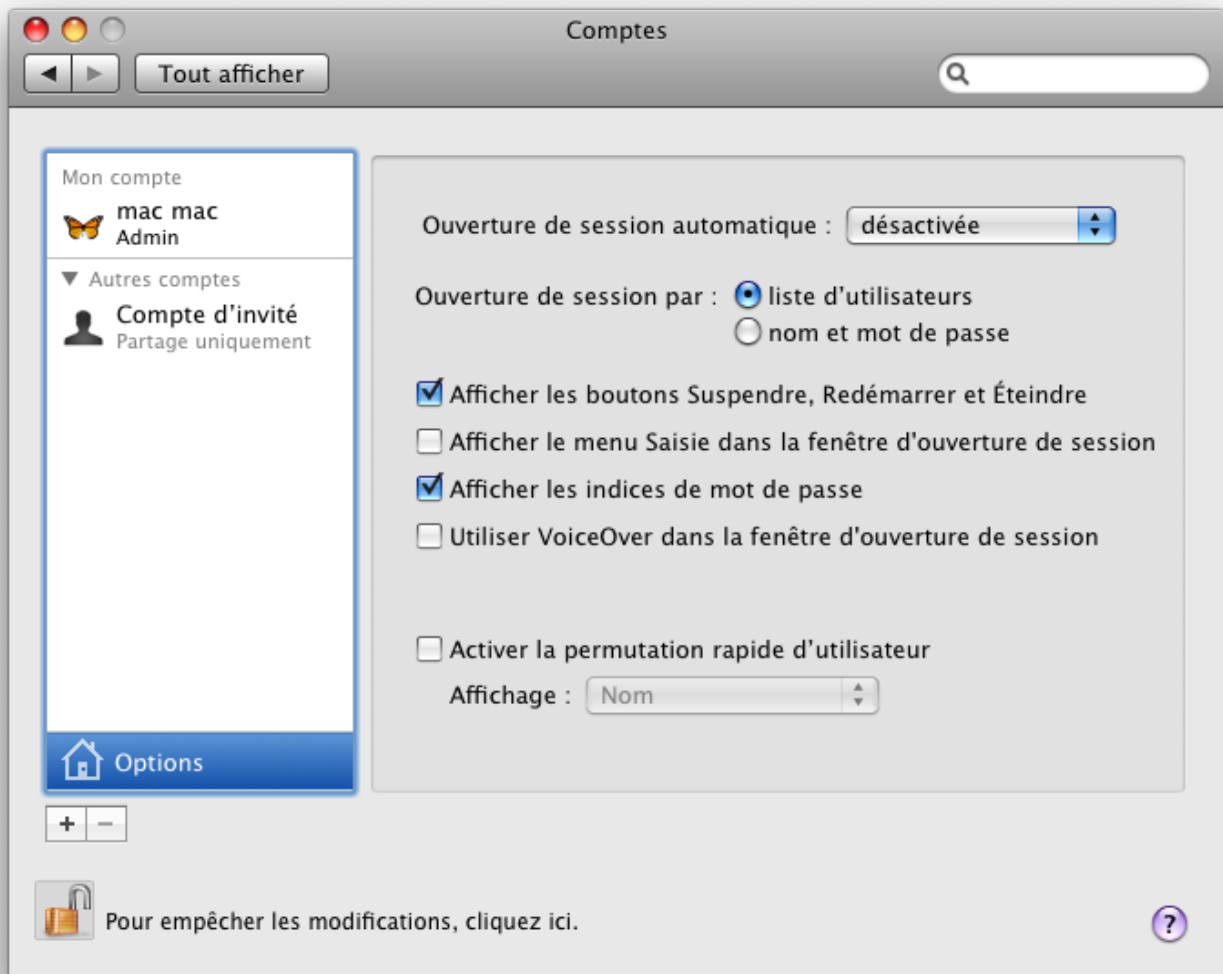 Comptes
Tout afficher
Mon compte
mac mac
Admin
Autres comptes
Compte d'invité
Partage uniquement
Options
Ouverture de session automatique : désactivée
Ouverture de session par : liste d'utilisateurs
nom et mot de passe
Afficher les boutons Suspendre, Redémarrer et Éteindre
Afficher le menu Saisie dans la fenêtre d'ouverture de session
Afficher les indices de mot de passe
Utiliser VoiceOver dans la fenêtre d'ouverture de session
Activer la permutation rapide d'utilisateur
Affichage : Nom
+ −
Pour empêcher les modifications, cliquez ici.
?